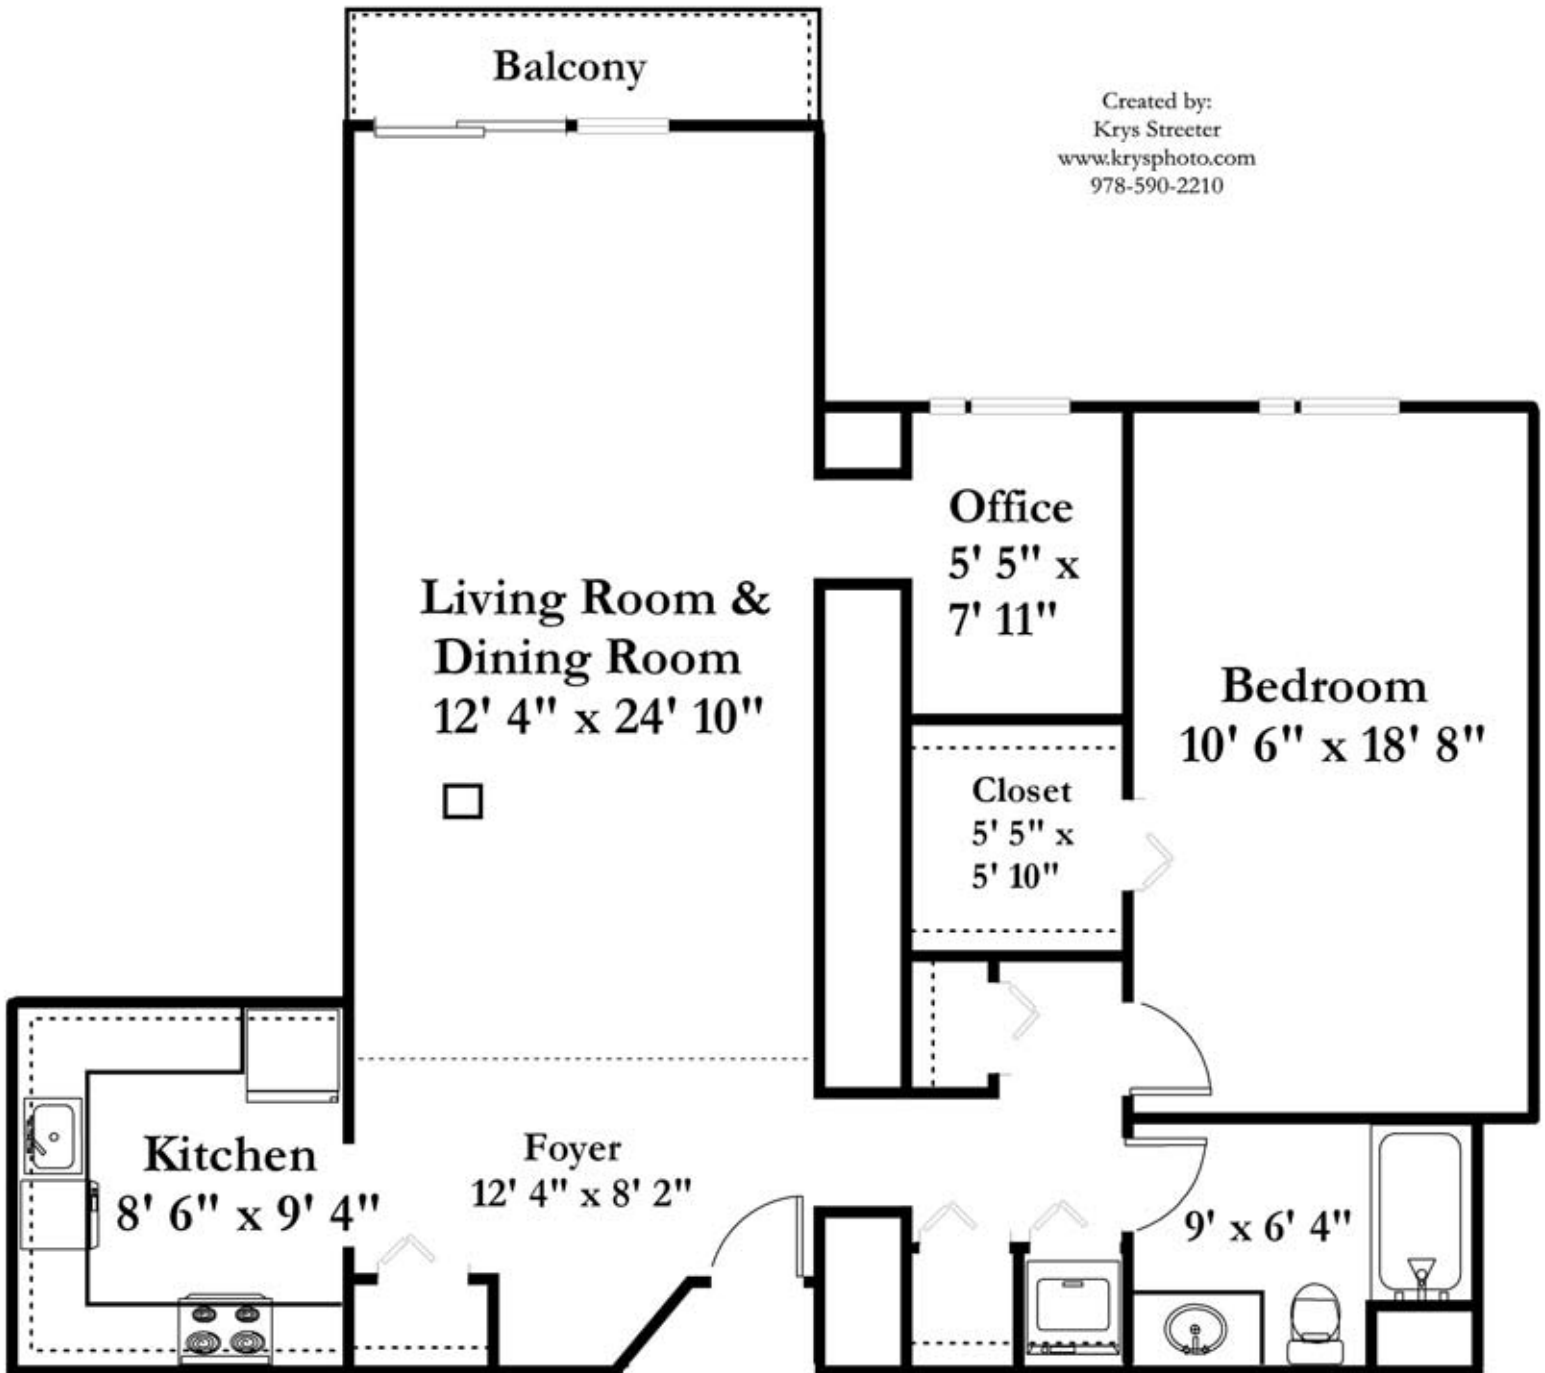 Balcony
Created by:
Krys Streeter
www.krysphoto.com
978-590-2210
Office
5' 5" x
7' 11"
Living Room &
Dining Room
12' 4" x 24' 10"
Bedroom
10' 6" x 18' 8"
Closet
5' 5" x
5' 10"
Kitchen
8' 6" x 9' 4"
Foyer
12' 4" x 8' 2"
9' x 6' 4"